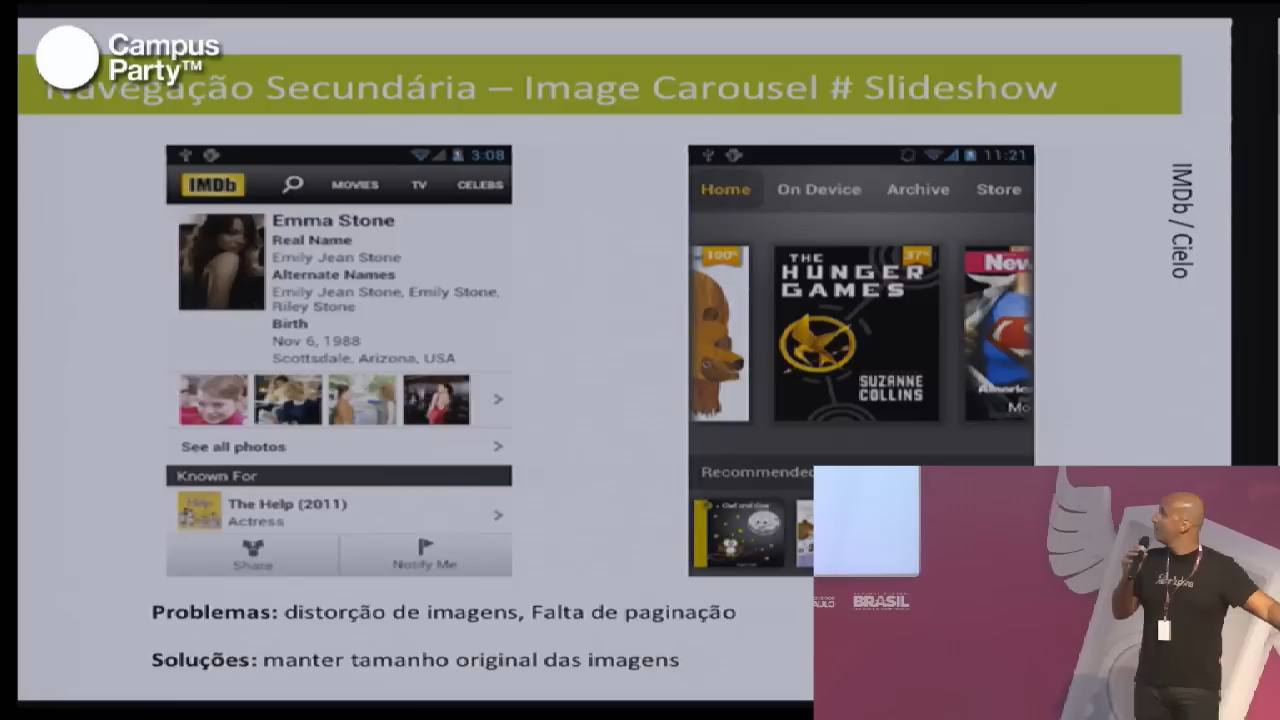 Campus
Party™
Navegação Secundária – Image Carousel # Slideshow
3:08
IMDb
MOVIES
TV
CELEBS
Emma Stone
Real Name
Emily Jean Stone
Alternate Names
Emily Jean Stone, Emily Stone,
Riley Stone
Birth
Nov 6, 1988
Scottsdale, Arizona, USA
See all photos
Known For
The Help (2011)
Actress
Share
Notify Me
11:21
Home
On Device
Archive
Store
100%
THE
HUNGER
GAMES
37%
SUZANNE
COLLINS
New
Americ
Mo
Recommended
Owl and
IMDb / Cielo
Problemas: distorção de imagens, Falta de paginação
Soluções: manter tamanho original das imagens
BRASIL